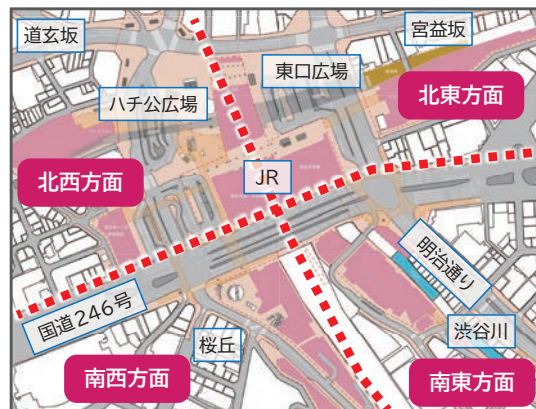 道玄坂
宮益坂
東口広場
ハチ公広場
北東方面
JR
北西方面
明治通り
国道246号
渋谷川
桜丘
南西方面
南東方面